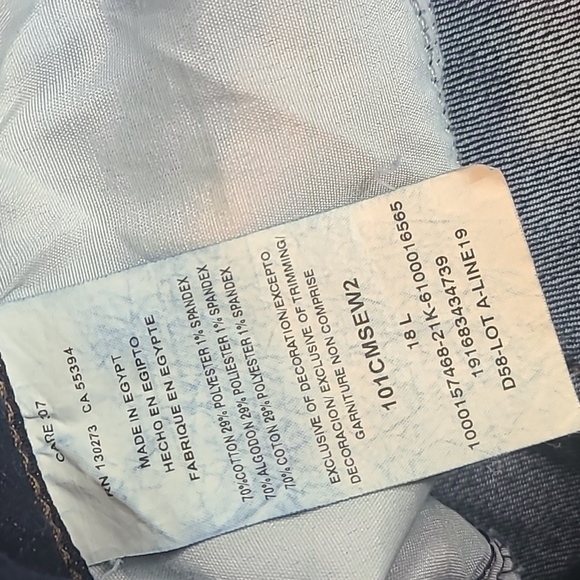 CARE 07
RN 130273 CA 55394
MADE IN EGYPT
HECHO EN EGIPTO
FABRIQUE EN EGYPTE
70%COTTON 29% POLYESTER 1% SPANDEX
70% ALGODON 29% POLIESTER 1% SPANDEX
70% COTON 29% POLYESTER 1% SPANDEX
EXCLUSIVE OF DECORATION/EXCEPTO
DECORACION/ EXCLUSIVE OF TRIMMING/
GARNITURE NON COMPRISE
101CMSEW2
18 L
1000157468-21K-6100016565
191683434739
D58-LOT A-LINE19